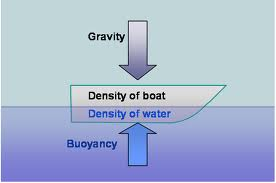 Gravity
Density of boat
Density of water
Buoyancy